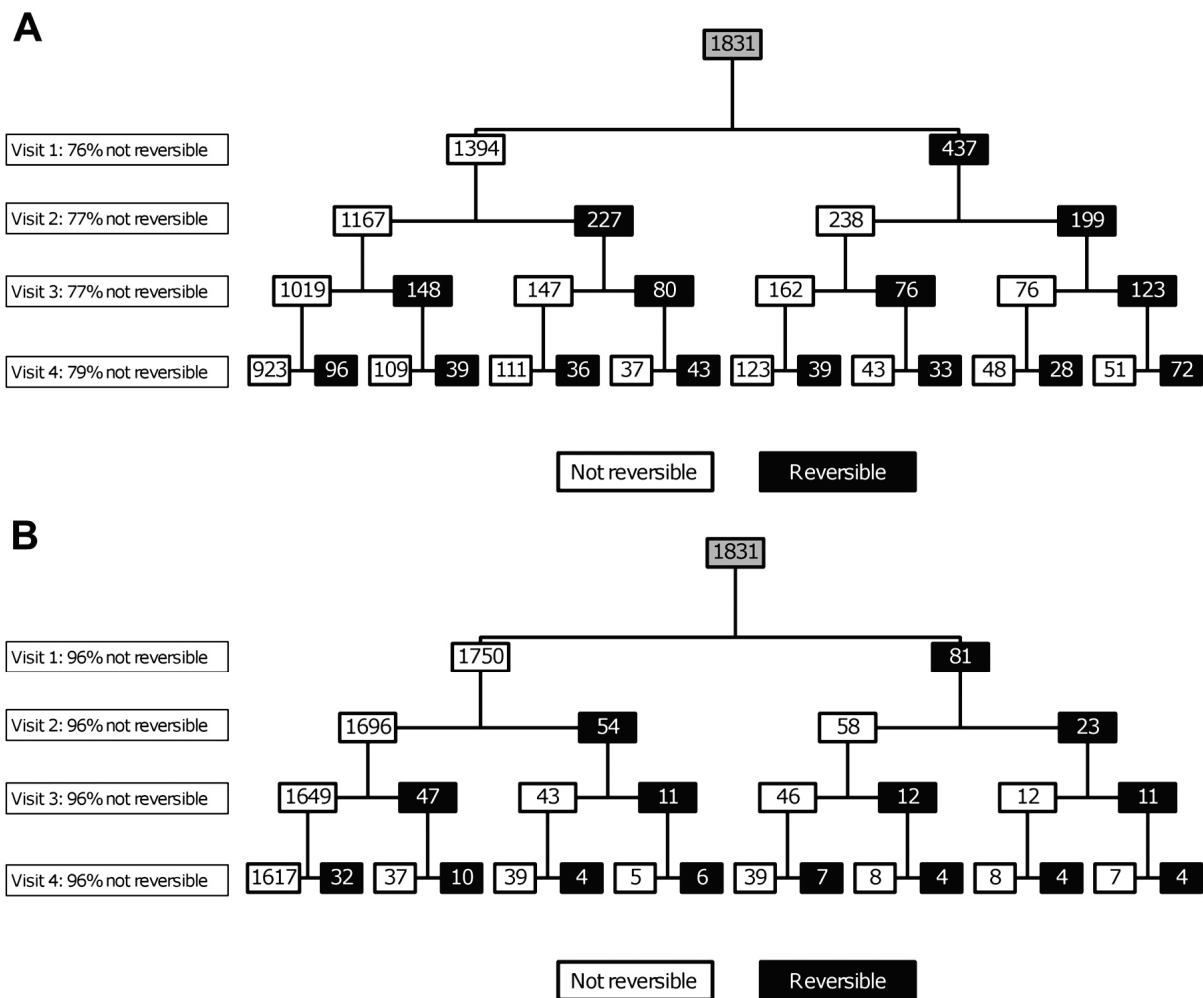 A
1831
Visit 1: 76% not reversible 1394 437
Visit 2: 77% not reversible 1167 227 238 199
Visit 3: 77% not reversible 1019 148 147 80 162 76 76 123
Visit 4: 79% not reversible 923 96 109 39 111 36 37 43 123 39 43 33 48 28 51 72
Not reversible Reversible
B
1831
Visit 1: 96% not reversible 1750 81
Visit 2: 96% not reversible 1696 54 58 23
Visit 3: 96% not reversible 1649 47 43 11 46 12 12 11
Visit 4: 96% not reversible 1617 32 37 10 39 4 5 6 39 7 8 4 8 4 7 4
Not reversible Reversible